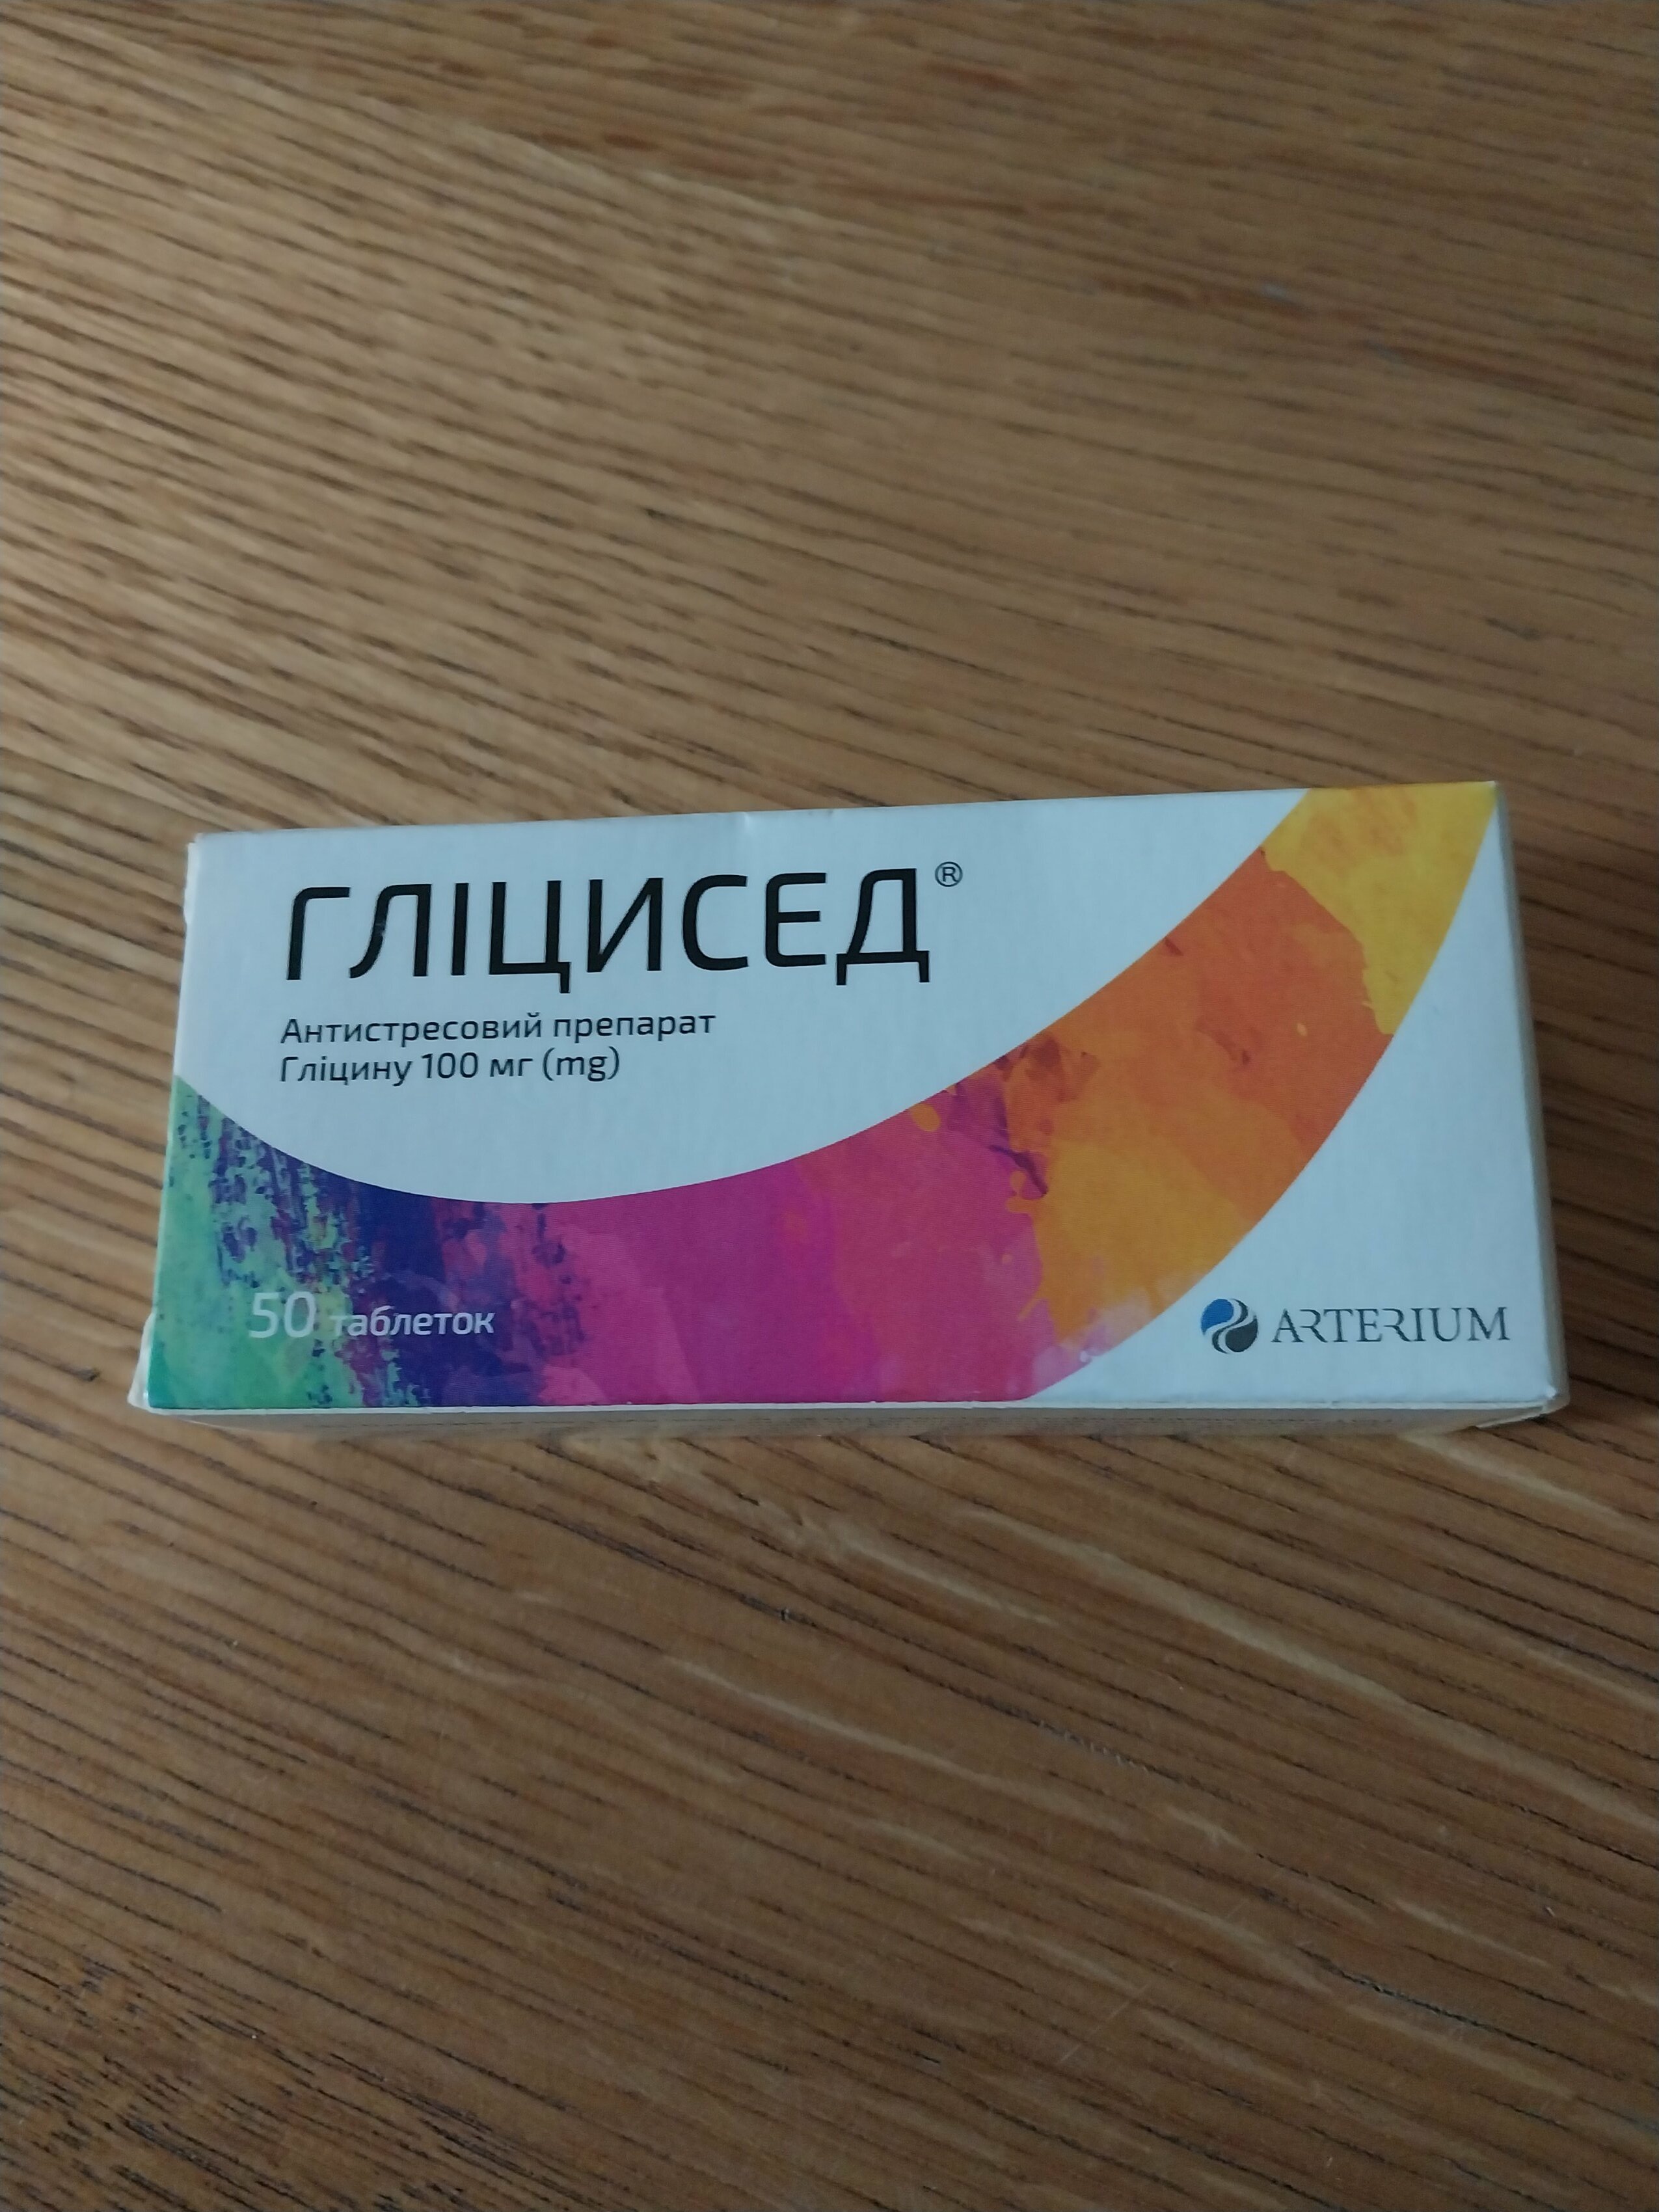 ГЛІЦИСЕД®
Антистресовий препарат
Гліцину 100 мг (mg)
50 таблеток
ARTERIUM